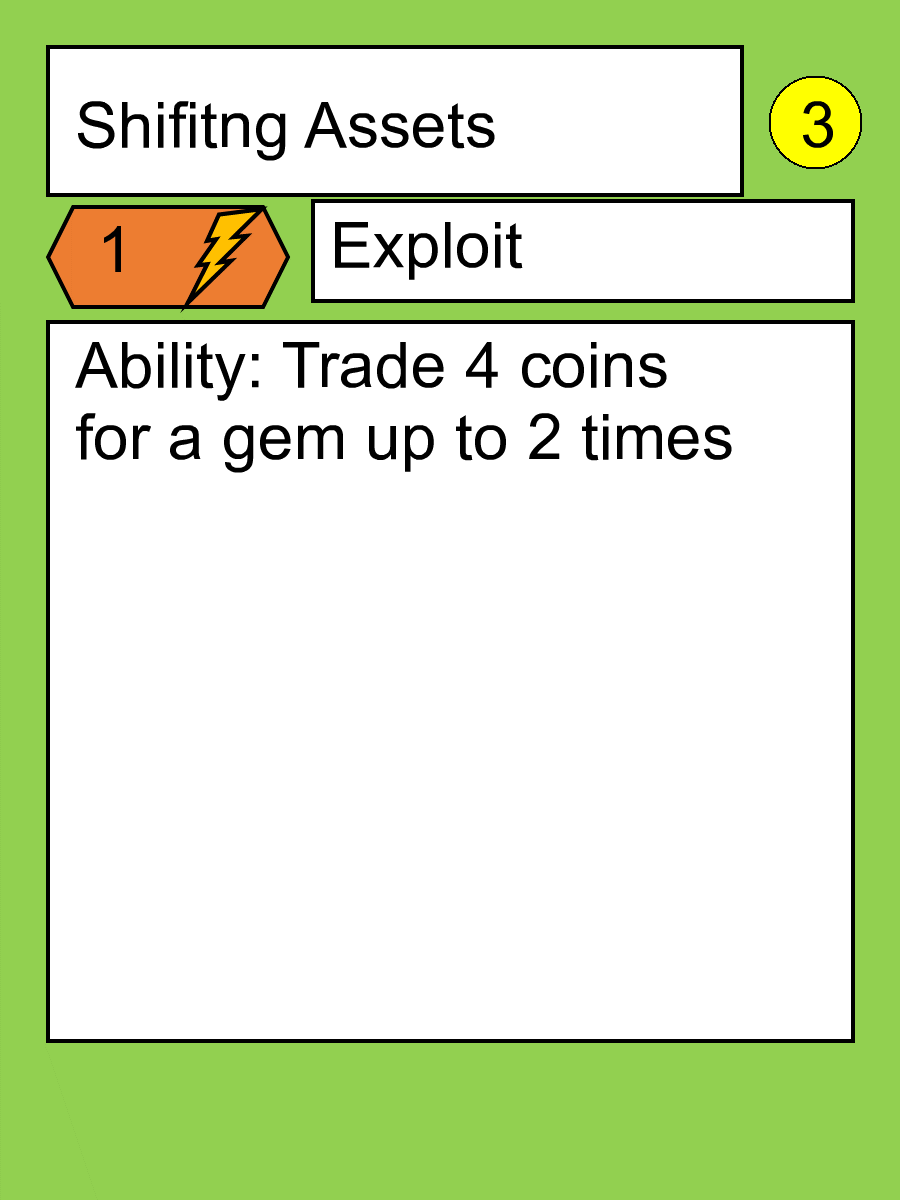 Shifitng Assets
3
1
Exploit
Ability: Trade 4 coins
for a gem up to 2 times